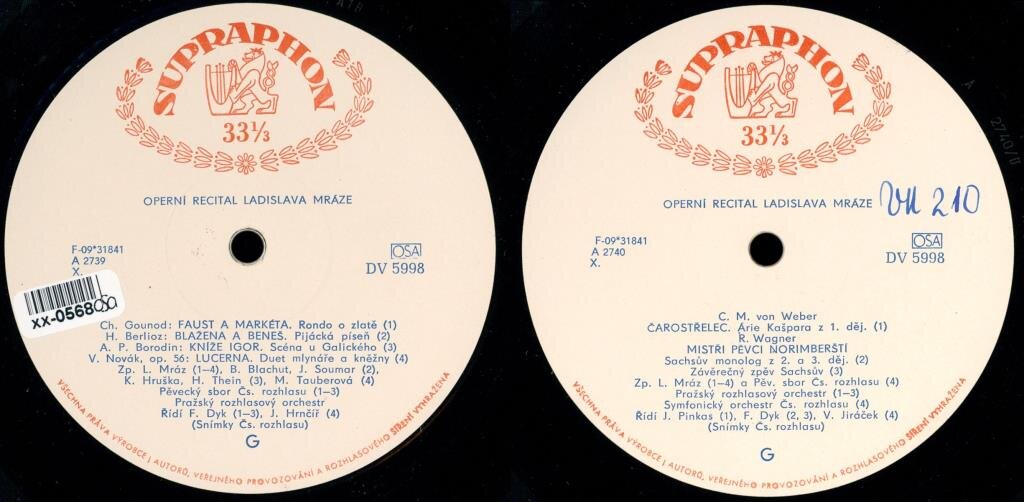 SUPRAPHON
33⅓
OPERNÍ RECITAL LADISLAVA MRÁZE
F-09*31841
A 2739
X.
OSA
DV 5998
xx-0568
Ch. Gounod: FAUST A MARKÉTA. Rondo o zlatě (1)
H. Berlioz: BLAŽENA A BENEŠ. Pijácká píseň (2)
A. P. Borodin: KNÍŽE IGOR. Scéna u Galického (3)
V. Novák, op. 56: LUCERNA. Duet mlynáře a kněžny (4)
Zp. L. Mráz (1–4), B. Blachut, J. Soumar (2),
K. Hruška, H. Thein (3), M. Tauberová (4)
Pěvecký sbor Čs. rozhlasu (1–3)
Pražský rozhlasový orchestr
Řídí F. Dyk (1–3), J. Hrnčíř (4)
(Snímky Čs. rozhlasu)
G
VŠECHNA PRÁVA VÝROBCE I AUTORŮ, VEŘEJNÉHO PROVOZOVÁNÍ A ROZHLASOVÉHO ŠÍŘENÍ VYHRAŽENA
SUPRAPHON
33⅓
OPERNÍ RECITAL LADISLAVA MRÁZE
VU 210
F-09*31841
A 2740
X.
OSA
DV 5998
C. M. von Weber
ČAROSTŘELEC. Árie Kašpara z 1. děj. (1)
R. Wagner
MISTŘI PĚVCI NORIMBERŠTÍ
Sachsův monolog z 2. a 3. děj. (2)
Závěrečný zpěv Sachsův (3)
Zp. L. Mráz (1–4) a Pěv. sbor Čs. rozhlasu (4)
Pražský rozhlasový orchestr (1–3)
Symfonický orchestr Čs. rozhlasu (4)
Řídí J. Pinkas (1), F. Dyk (2, 3), V. Jiráček (4)
(Snímky Čs. rozhlasu)
G
VŠECHNA PRÁVA VÝROBCE I AUTORŮ, VEŘEJNÉHO PROVOZOVÁNÍ A ROZHLASOVÉHO ŠÍŘENÍ VYHRAŽENA